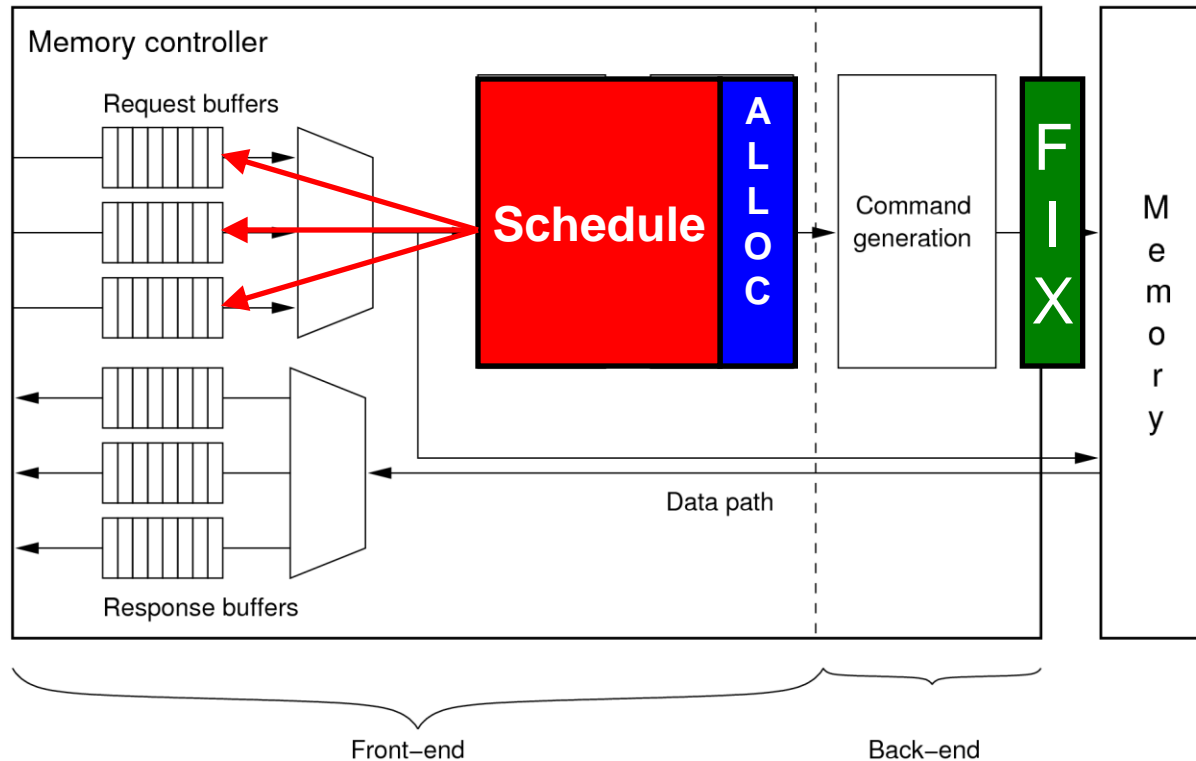 Memory controller
Request buffers
Schedule
A
L
L
O
C
Command
generation
F
I
X
M
e
m
o
r
y
Data path
Response buffers
Front-end
Back-end